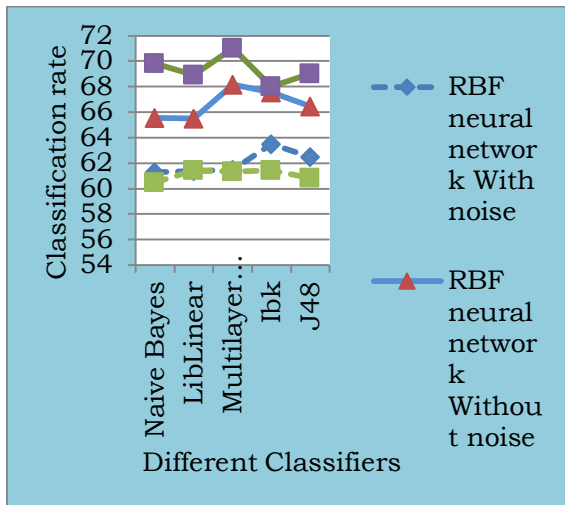 Classification rate
72
70
68
66
64
62
60
58
56
54
Naive Bayes
LibLinear
Multilayer...
Ibk
J48
Different Classifiers
RBF
neural
networ
k With
noise
RBF
neural
networ
k
Withou
t noise